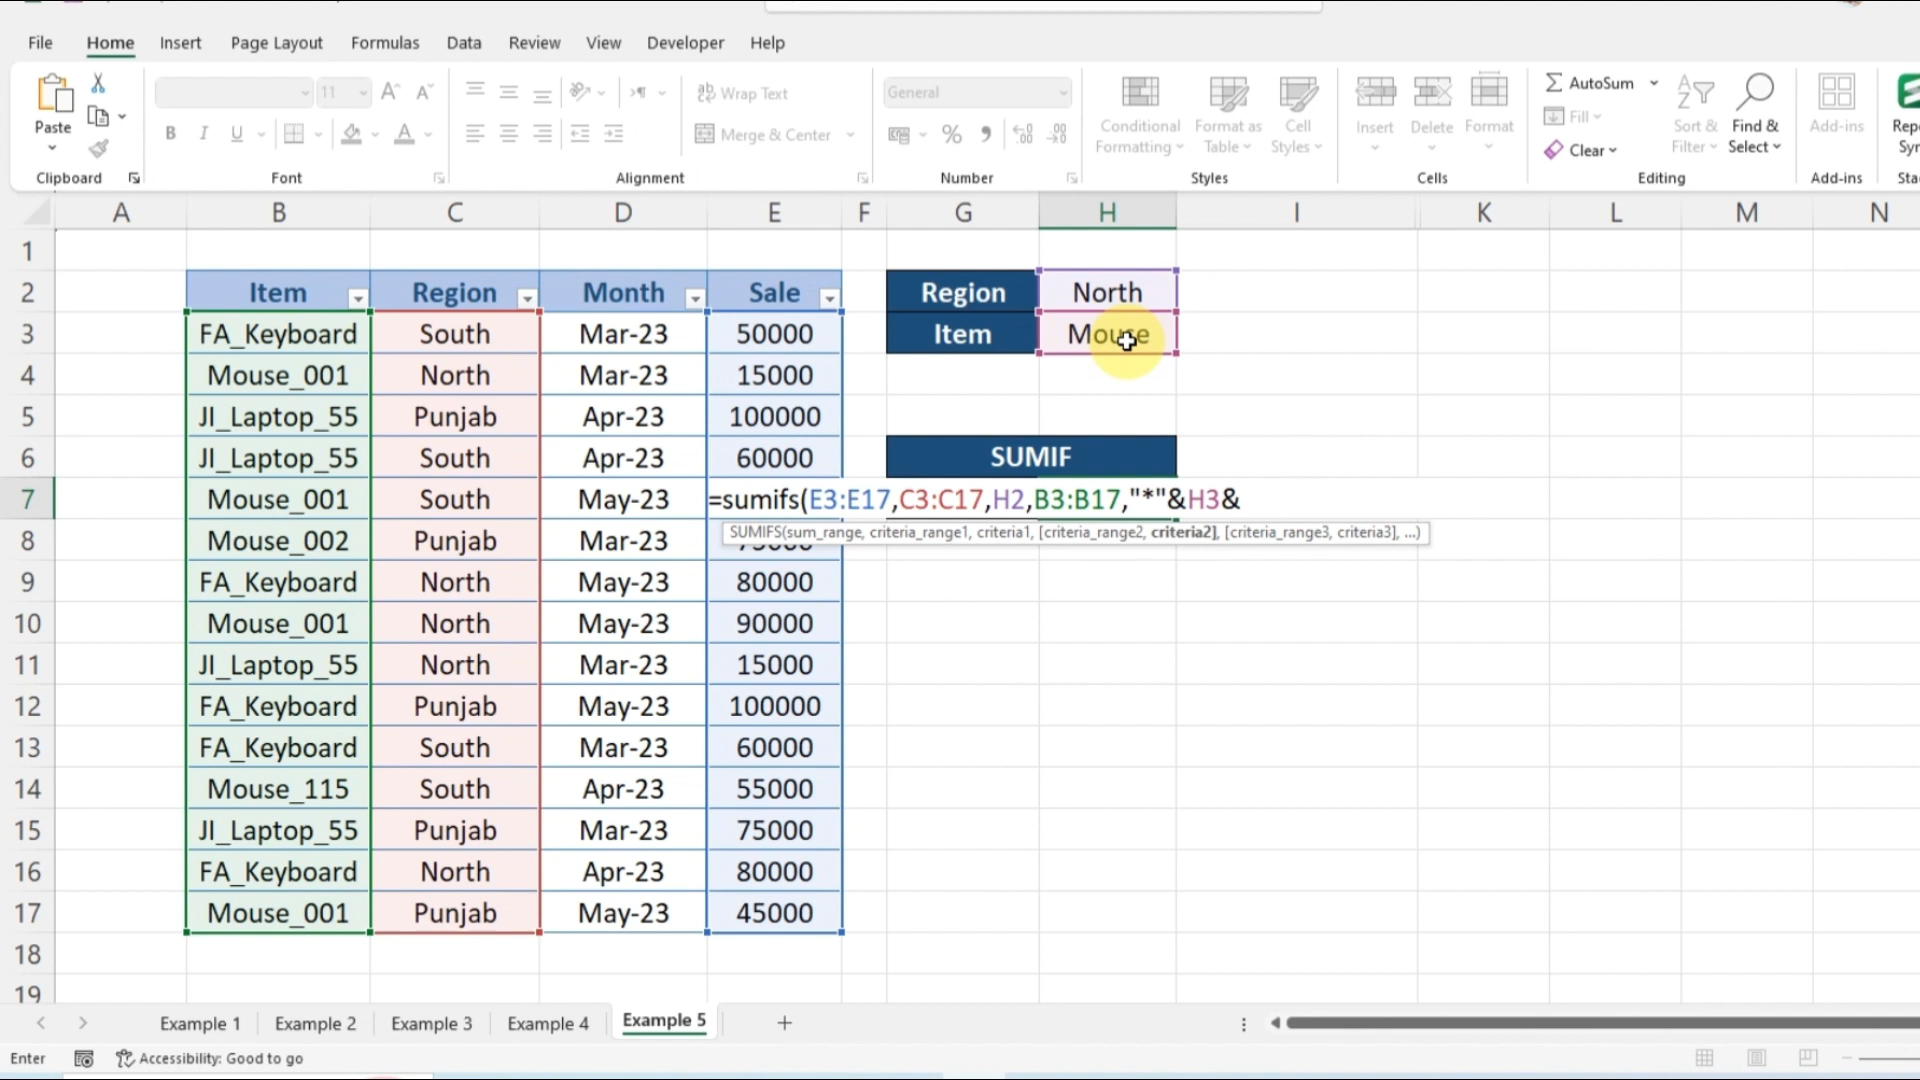 File Home Insert Page Layout Formulas Data Review View Developer Help
Paste
11
B I U
Wrap Text
Merge & Center
General
%
Conditional Formatting
Format as Table
Cell Styles
Insert Delete Format
AutoSum
Fill
Clear
Sort & Filter
Find & Select
Add-ins
Clipboard Font Alignment Number Styles Cells Editing Add-ins
A B C D E F G H I K L M N
1
2 Item Region Month Sale Region North
3 FA_Keyboard South Mar-23 50000 Item Mouse
4 Mouse_001 North Mar-23 15000
5 JI_Laptop_55 Punjab Apr-23 100000
6 JI_Laptop_55 South Apr-23 60000 SUMIF
7 Mouse_001 South May-23 =sumifs(E3:E17,C3:C17,H2,B3:B17,"*"&H3&
SUMIFS(sum_range, criteria_range1, criteria1, [criteria_range2, criteria2], [criteria_range3, criteria3], ...)
8 Mouse_002 Punjab Mar-23
9 FA_Keyboard North May-23 80000
10 Mouse_001 North May-23 90000
11 JI_Laptop_55 North Mar-23 15000
12 FA_Keyboard Punjab May-23 100000
13 FA_Keyboard South Mar-23 60000
14 Mouse_115 South Apr-23 55000
15 JI_Laptop_55 Punjab Mar-23 75000
16 FA_Keyboard North Apr-23 80000
17 Mouse_001 Punjab May-23 45000
18
19
Example 1 Example 2 Example 3 Example 4 Example 5
Enter Accessibility: Good to go